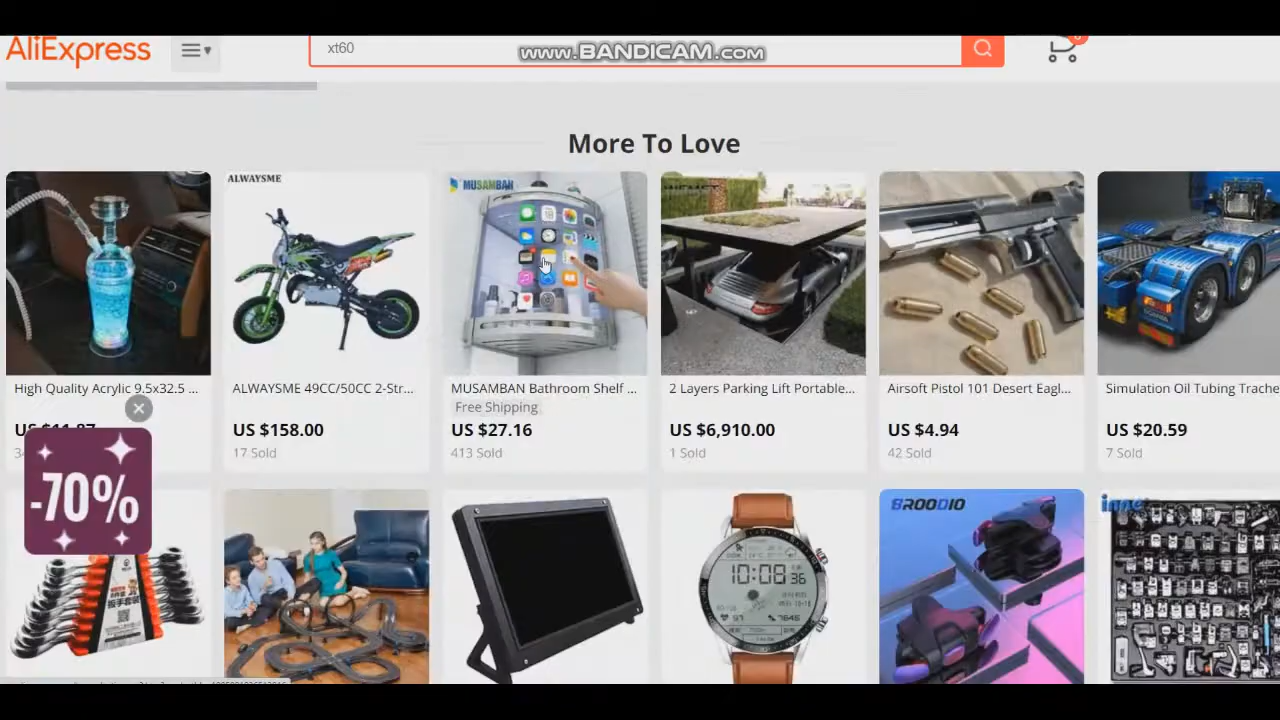 AliExpress
xt60
www.BANDICAM.com
More To Love
ALWAYSME
MUSAMBAN
High Quality Acrylic 9.5x32.5 ...
ALWAYSME 49CC/50CC 2-Str...
MUSAMBAN Bathroom Shelf ...
2 Layers Parking Lift Portable...
Airsoft Pistol 101 Desert Eagl...
Simulation Oil Tubing Trache
Free Shipping
US $11.87
US $158.00
US $27.16
US $6,910.00
US $4.94
US $20.59
17 Sold
413 Sold
1 Sold
42 Sold
7 Sold
-70%
BROODIO
10:08 36